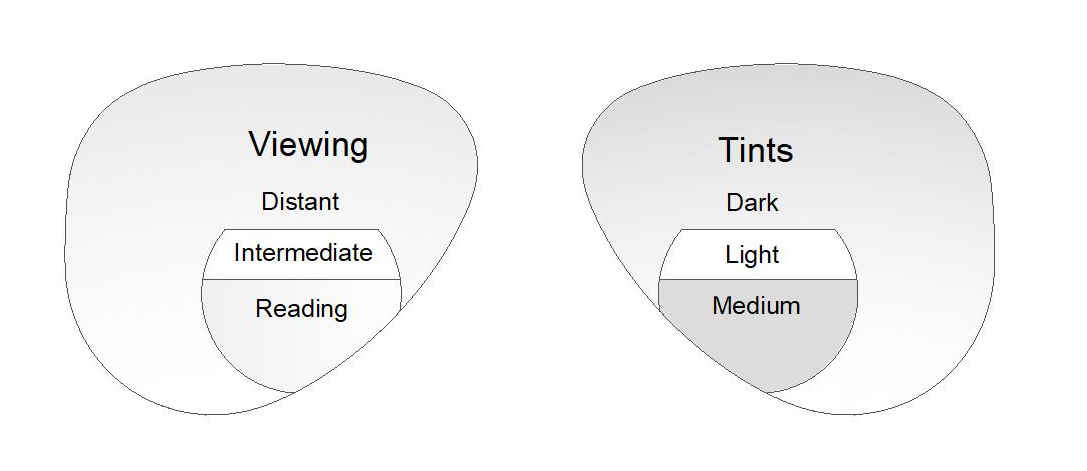 Viewing
Distant
Intermediate
Reading
Tints
Dark
Light
Medium